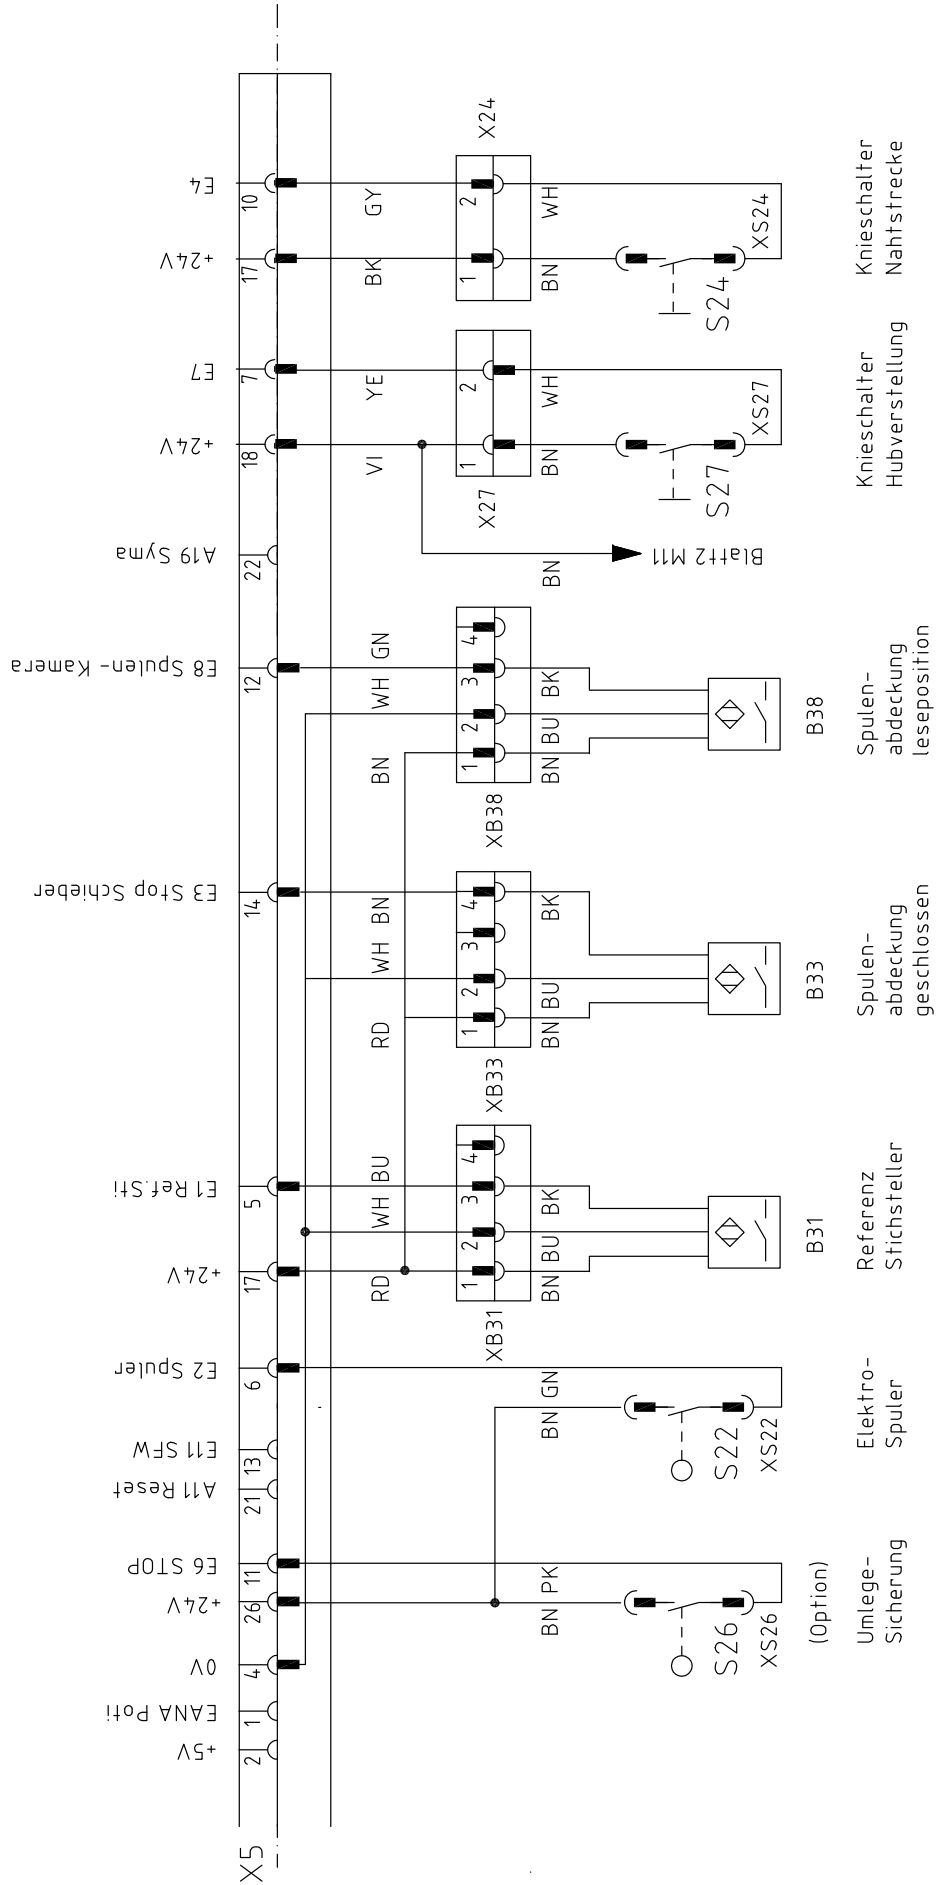 X5
2
+5V
1
EANA Poti
4
0V
26
+24V
11
E6 STOP
21
A11 Reset
13
E11 SFW
6
E2 Spuler
17
+24V
5
E1 Ref.Sti
14
E3 Stop Schieber
12
E8 Spulen-Kamera
22
A19 Syma
18
+24V
7
E7
17
+24V
10
E4
BN PK
S26
XS26
(Option)
Umlege-
Sicherung
BN GN
S22
XS22
Elektro-
Spuler
RD
WH BU
XB31
1
2
3
4
BN BU
BK
B31
Referenz
Stichsteller
RD
WH BN
XB33
1
2
3
4
BN BU
BK
B33
Spulen-
abdeckung
geschlossen
BN
WH GN
XB38
1
2
3
4
BN BU
BK
B38
Spulen-
abdeckung
leseposition
BN
Blatt2 M11
VI
YE
X27
1
2
BN
WH
S27
XS27
Knieschalter
Hubverstellung
BK
GY
X24
1
2
BN
WH
S24
XS24
Knieschalter
Nahtstrecke